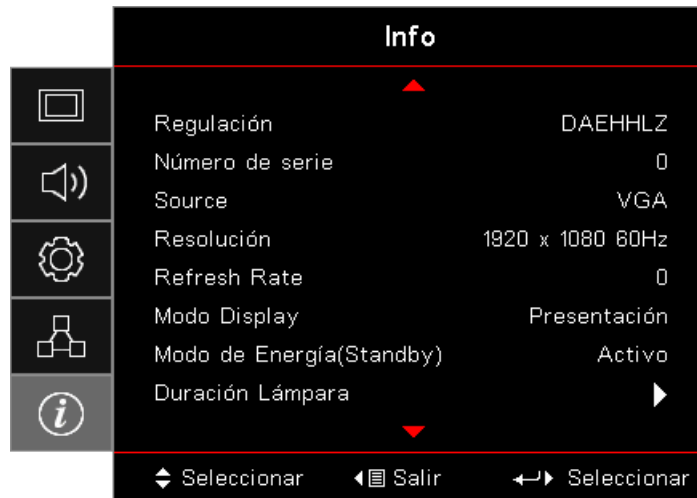 Info
Regulación DAEHHLZ
Número de serie 0
Source VGA
Resolución 1920 x 1080 60Hz
Refresh Rate 0
Modo Display Presentación
Modo de Energía(Standby) Activo
Duración Lámpara
Seleccionar Salir Seleccionar